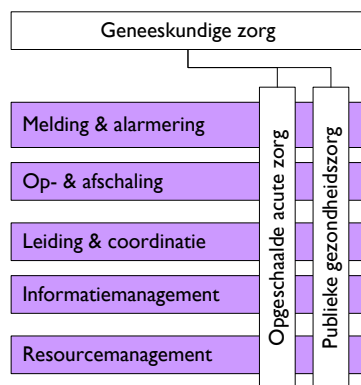 Geneeskundige zorg
Melding & alarmering
Op- & afschaling
Leiding & coordinatie
Informatiemanagement
Resourcemanagement
Opgeschaalde acute zorg
Publieke gezondheidszorg